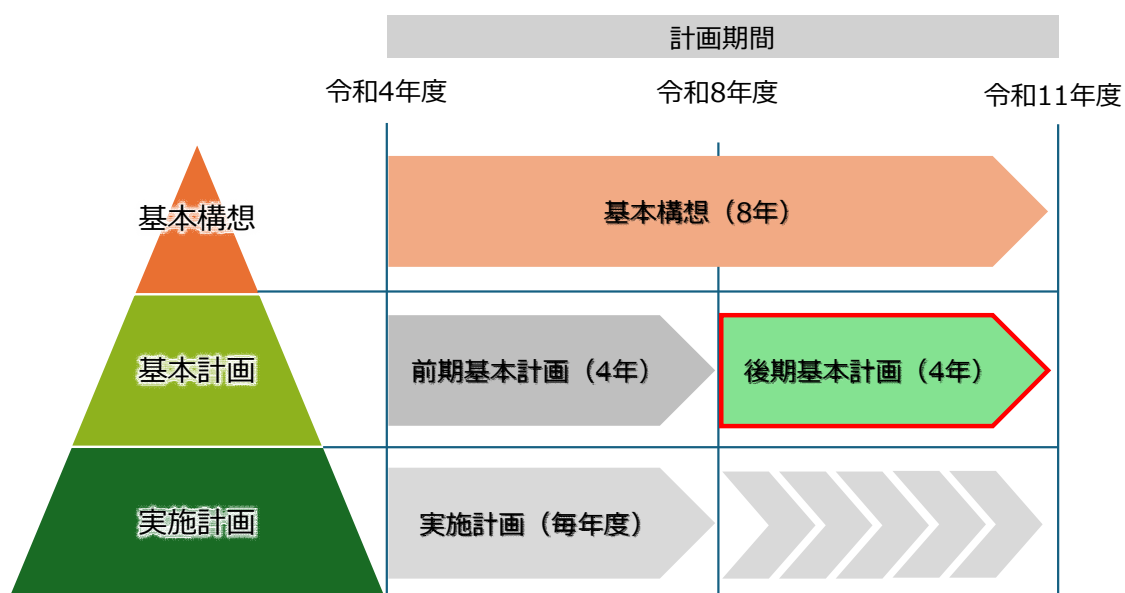 計画期間
令和4年度
令和8年度
令和11年度
基本構想
基本構想（8年）
基本計画
前期基本計画（4年）
後期基本計画（4年）
実施計画
実施計画（毎年度）